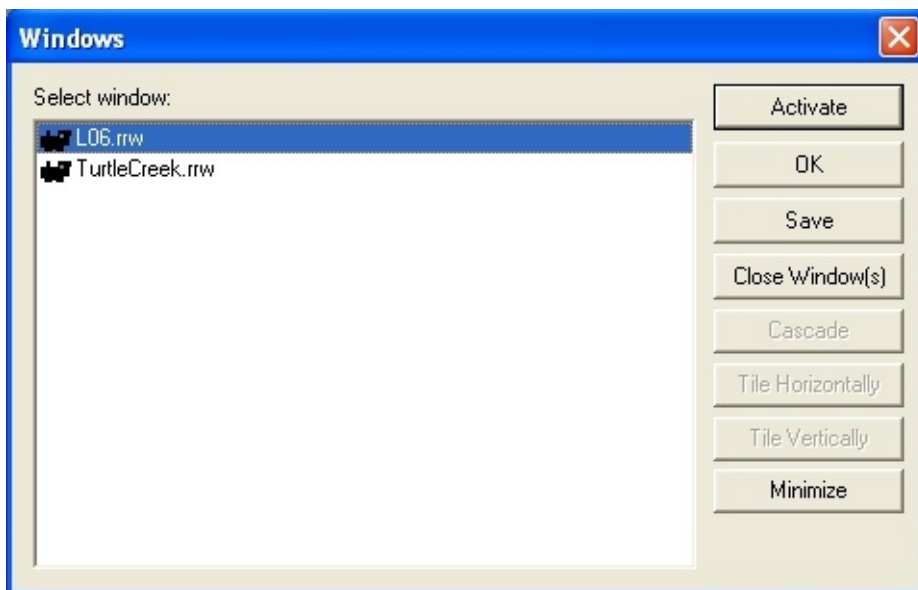 Windows
Select window:
L06.rrw
TurtleCreek.rrw
Activate
OK
Save
Close Window(s)
Cascade
Tile Horizontally
Tile Vertically
Minimize